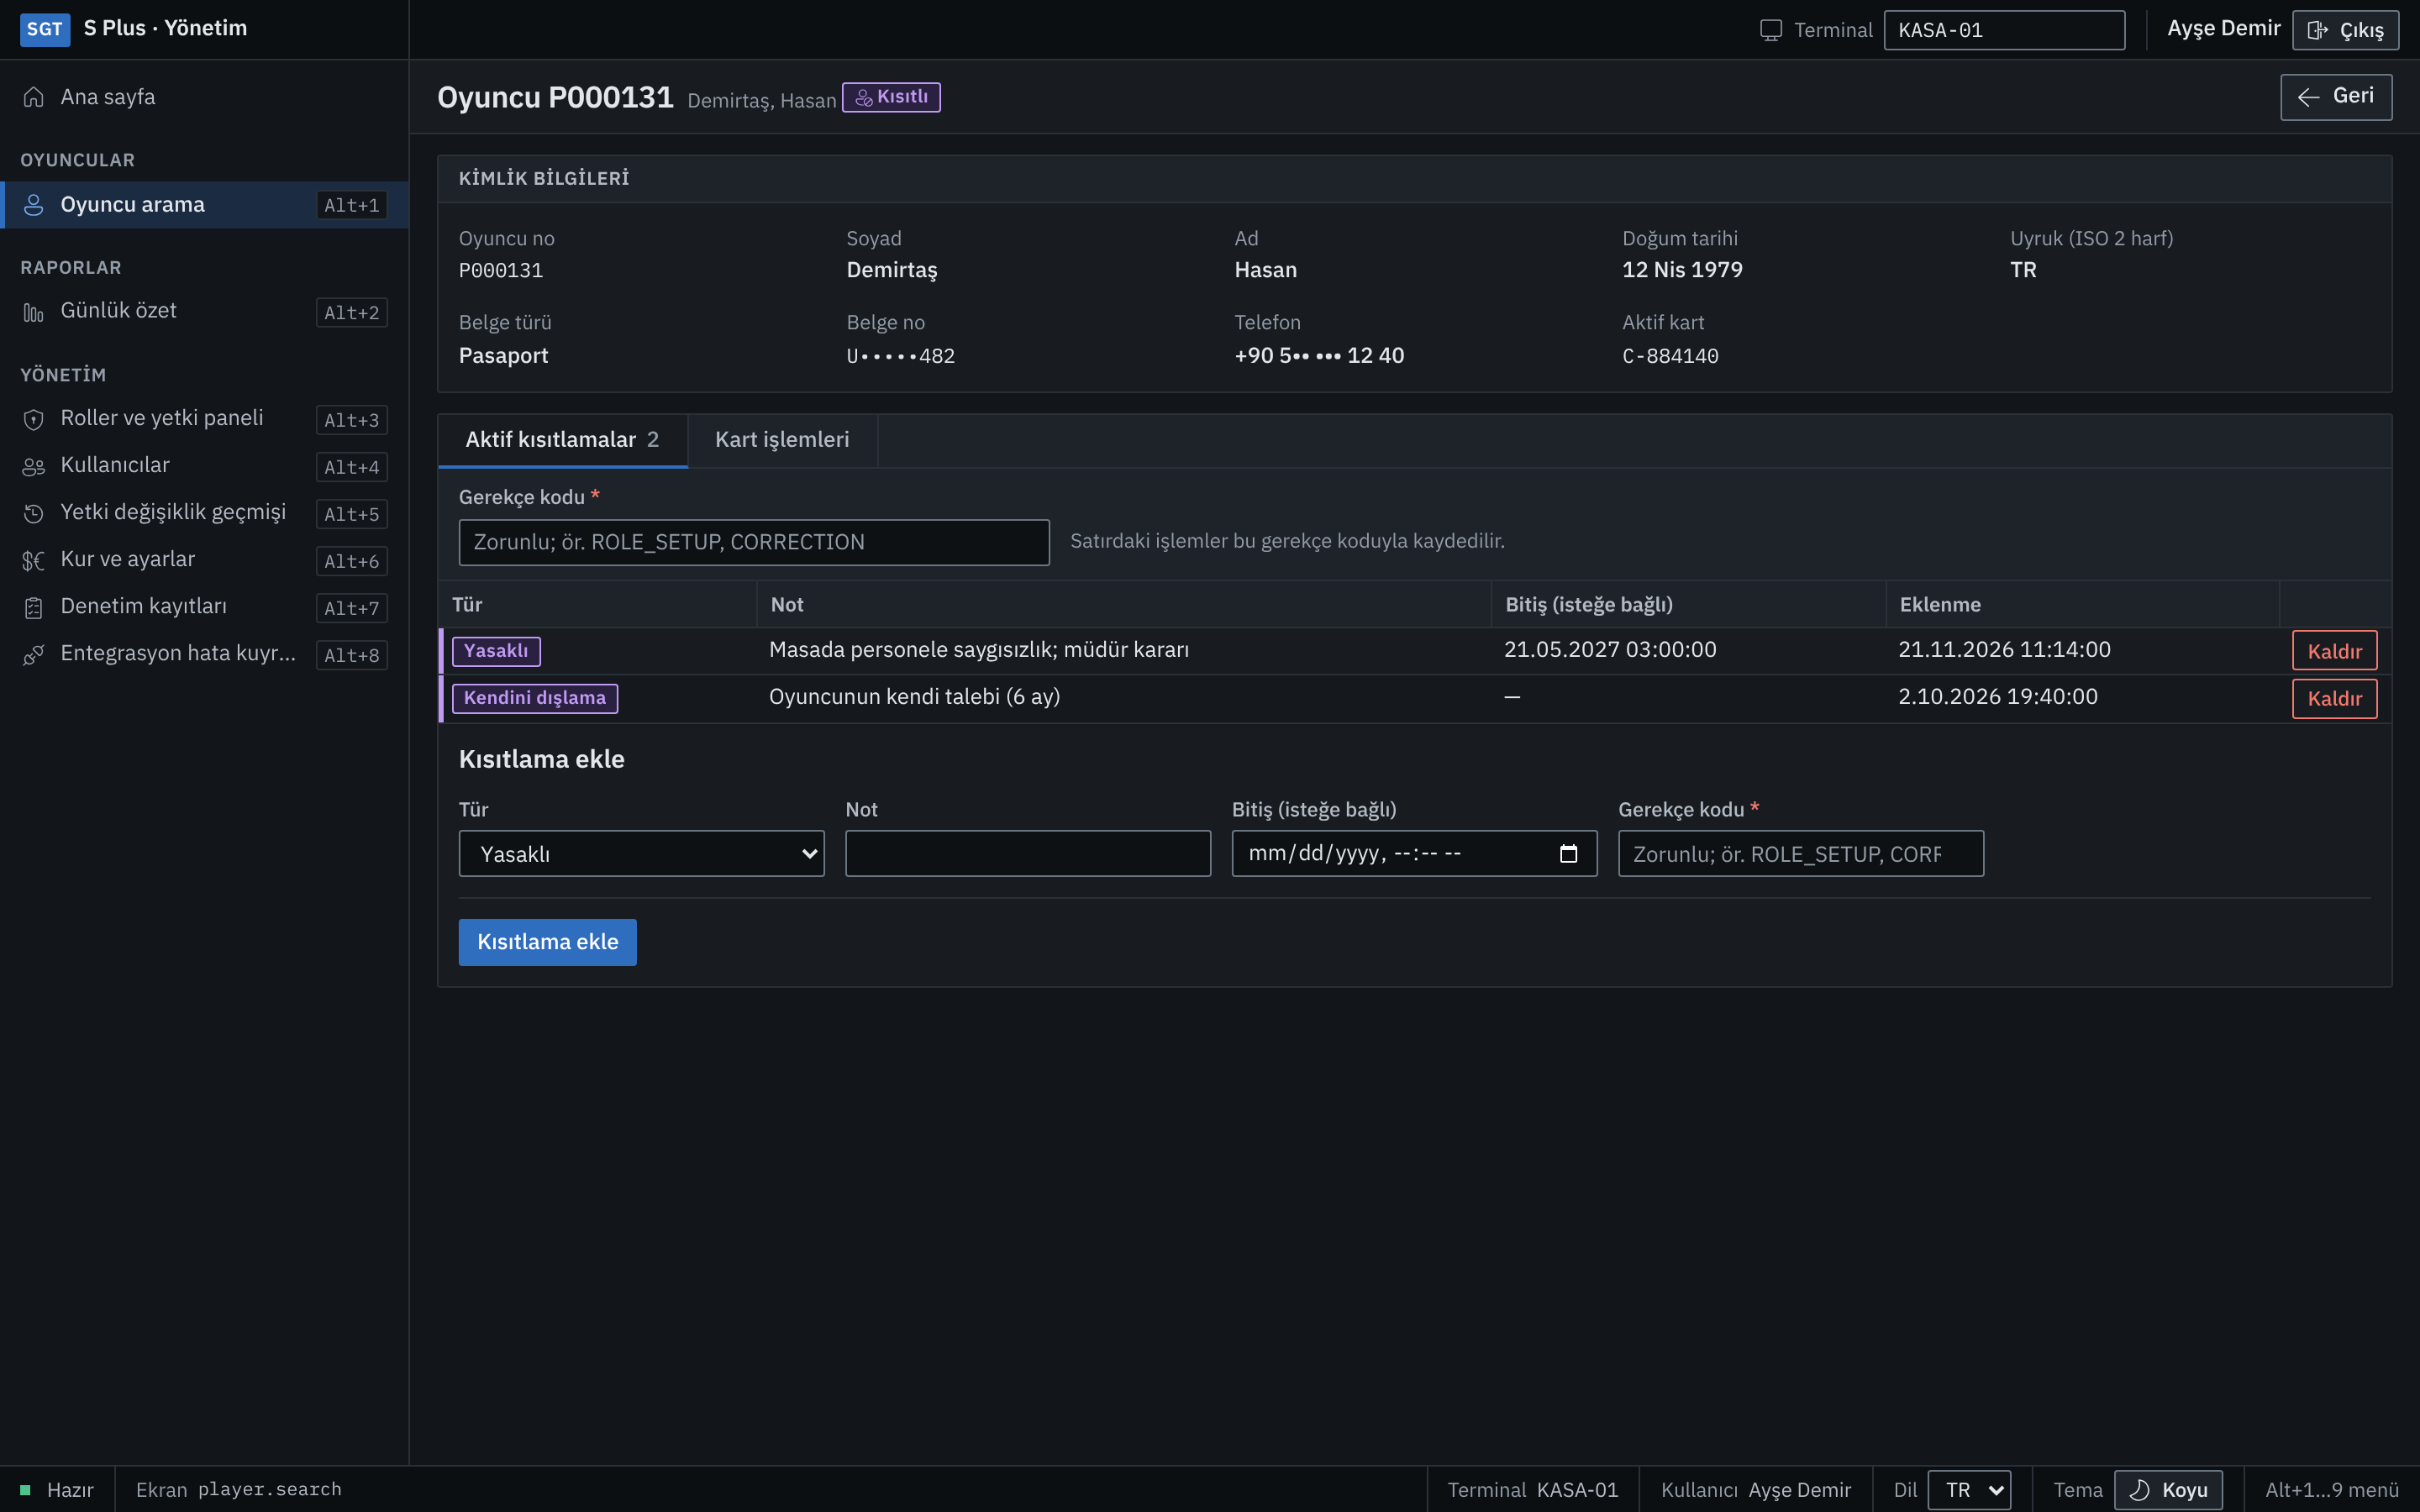 SGT S Plus · Yönetim
Terminal KASA-01 Ayşe Demir Çıkış
Ana sayfa
OYUNCULAR
Oyuncu arama Alt+1
RAPORLAR
Günlük özet Alt+2
YÖNETİM
Roller ve yetki paneli Alt+3
Kullanıcılar Alt+4
Yetki değişiklik geçmişi Alt+5
Kur ve ayarlar Alt+6
Denetim kayıtları Alt+7
Entegrasyon hata kuyr... Alt+8
Oyuncu P000131 Demirtaş, Hasan Kısıtlı
Geri
KİMLİK BİLGİLERİ
Oyuncu no Soyad Ad Doğum tarihi Uyruk (ISO 2 harf)
P000131 Demirtaş Hasan 12 Nis 1979 TR
Belge türü Belge no Telefon Aktif kart
Pasaport U•••••482 +90 5•• ••• 12 40 C-884140
Aktif kısıtlamalar 2 Kart işlemleri
Gerekçe kodu *
Zorunlu; ör. ROLE_SETUP, CORRECTION Satırdaki işlemler bu gerekçe koduyla kaydedilir.
Tür Not Bitiş (isteğe bağlı) Eklenme
Yasaklı Masada personele saygısızlık; müdür kararı 21.05.2027 03:00:00 21.11.2026 11:14:00 Kaldır
Kendini dışlama Oyuncunun kendi talebi (6 ay) — 2.10.2026 19:40:00 Kaldır
Kısıtlama ekle
Tür Not Bitiş (isteğe bağlı) Gerekçe kodu *
Yasaklı mm/dd/yyyy, --:-- -- Zorunlu; ör. ROLE_SETUP, CORF
Kısıtlama ekle
Hazır Ekran player.search Terminal KASA-01 Kullanıcı Ayşe Demir Dil TR Tema Koyu Alt+1...9 menü